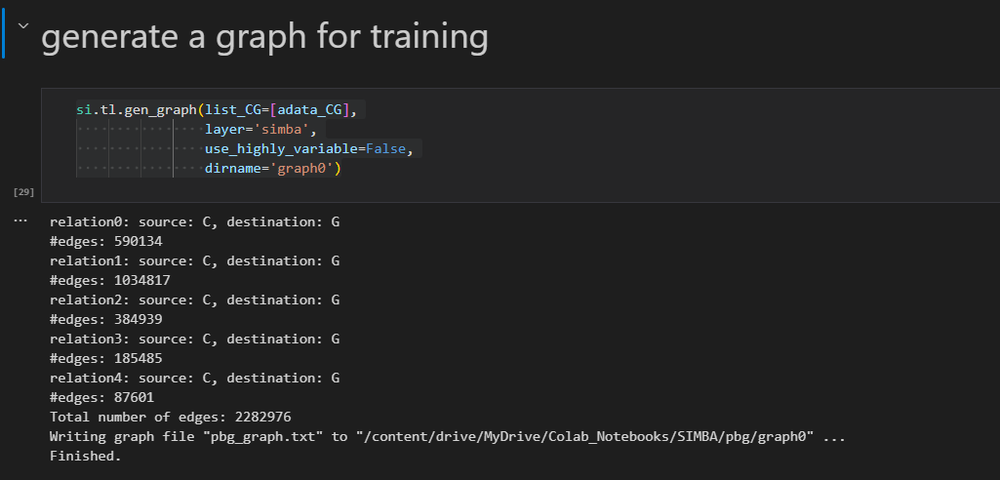 generate a graph for training
si.tl.gen_graph(list_CG=[adata_CG],
layer='simba',
use_highly_variable=False,
dirname='graph0')
[29]
...
relation0: source: C, destination: G
#edges: 590134
relation1: source: C, destination: G
#edges: 1034817
relation2: source: C, destination: G
#edges: 384939
relation3: source: C, destination: G
#edges: 185485
relation4: source: C, destination: G
#edges: 87601
Total number of edges: 2282976
Writing graph file "pbg_graph.txt" to "/content/drive/MyDrive/Colab_Notebooks/SIMBA/pbg/graph0" ...
Finished.